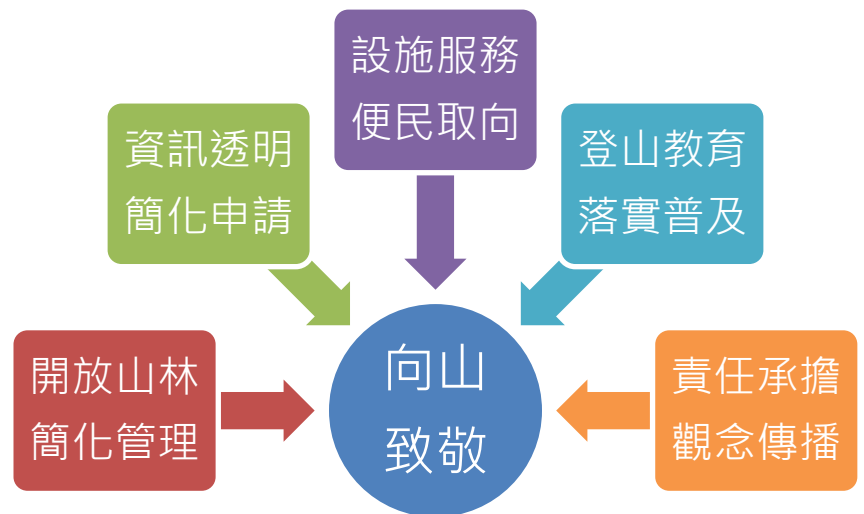 設施服務
便民取向
資訊透明
簡化申請
登山教育
落實普及
開放山林
簡化管理
向山
致敬
責任承擔
觀念傳播